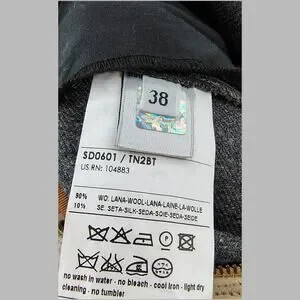 38
SD0601 / TN2BT
US RN: 104883
90% WO: LANA-WOOL-LANA-LAINE-LA-WOLLE
10% SE. SETA-SILK-SEDA-SOIE-SEDA-SEIDE
no wash in water - no bleach - cool Iron - light dry
cleaning - no tumbler